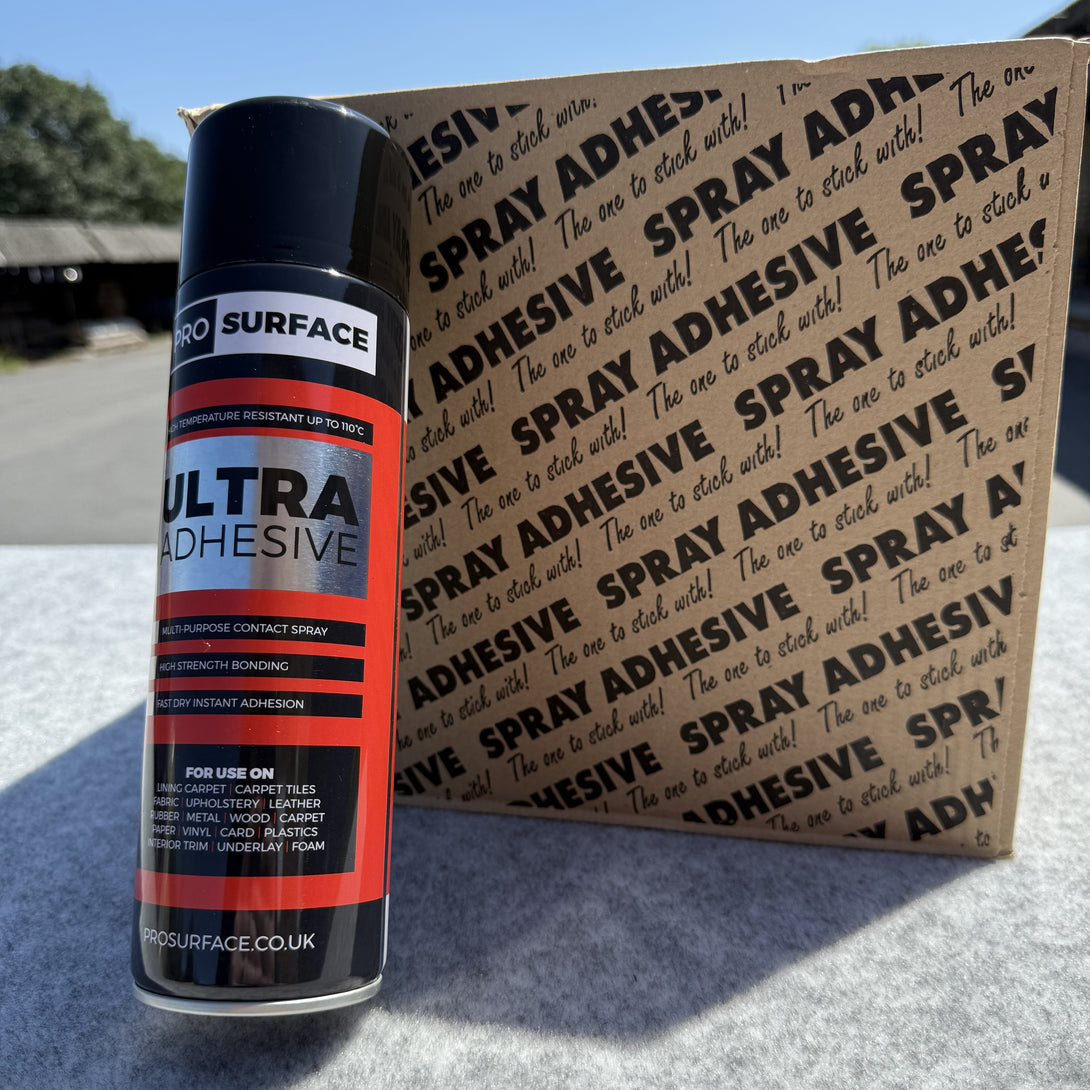 PRO SURFACE
HIGH TEMPERATURE RESISTANT UP TO 110°C
ULTRA
ADHESIVE
MULTI-PURPOSE CONTACT SPRAY
HIGH STRENGTH BONDING
FAST DRY INSTANT ADHESION
FOR USE ON
LINING CARPET | CARPET TILES
FABRIC | UPHOLSTERY | LEATHER
RUBBER | METAL | WOOD | CARPET
PAPER | VINYL | CARD | PLASTICS
INTERIOR TRIM | UNDERLAY | FOAM
PROSURFACE.CO.UK
SPRAY ADHESIVE
The one to stick with!
SPRAY ADHESIVE
The one to stick with!
SPRAY ADHESIVE
The one to stick with!
SPRAY ADHESIVE
The one to stick with!
SPRAY ADHESIVE
The one to stick with!
SPRAY ADHESIVE
The one to stick with!